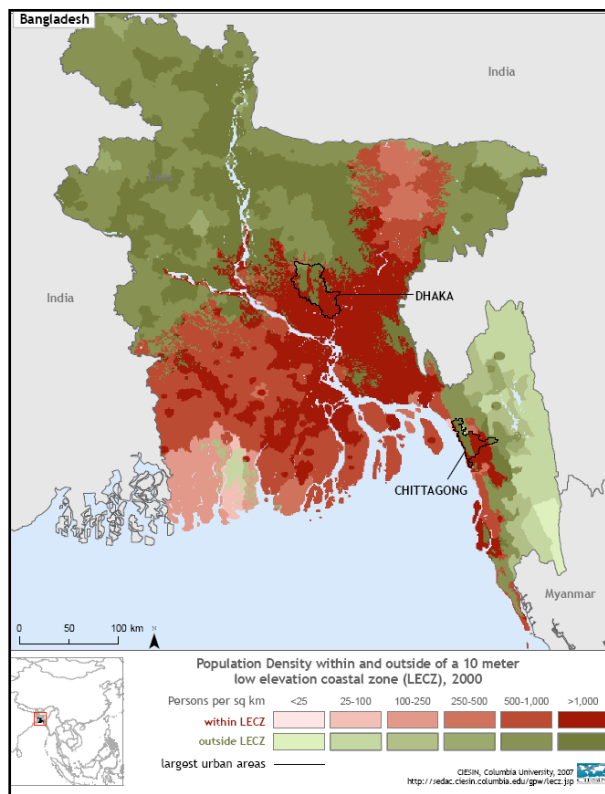 Bangladesh
India
India
DHAKA
CHITTAGONG
Myanmar
0 50 100 km
N
Population Density within and outside of a 10 meter
low elevation coastal zone (LECZ), 2000
Persons per sq km <25 25-100 100-250 250-500 500-1,000 >1,000
within LECZ
outside LECZ
largest urban areas
CIESIN, Columbia University, 2007
http://sedac.ciesin.columbia.edu/gpw/lecz.jsp
CIESIN